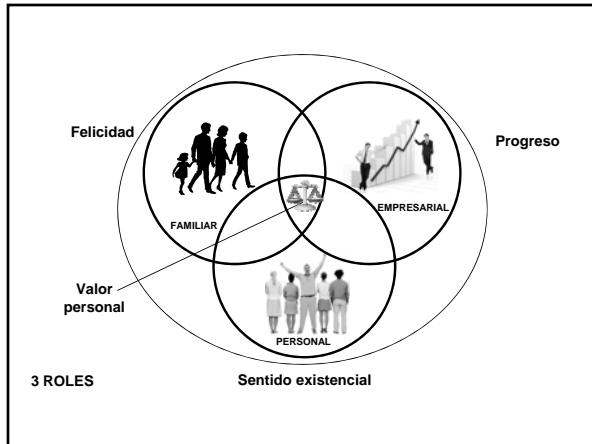 Felicidad
Progreso
FAMILIAR
EMPRESARIAL
Valor
personal
PERSONAL
3 ROLES
Sentido existencial